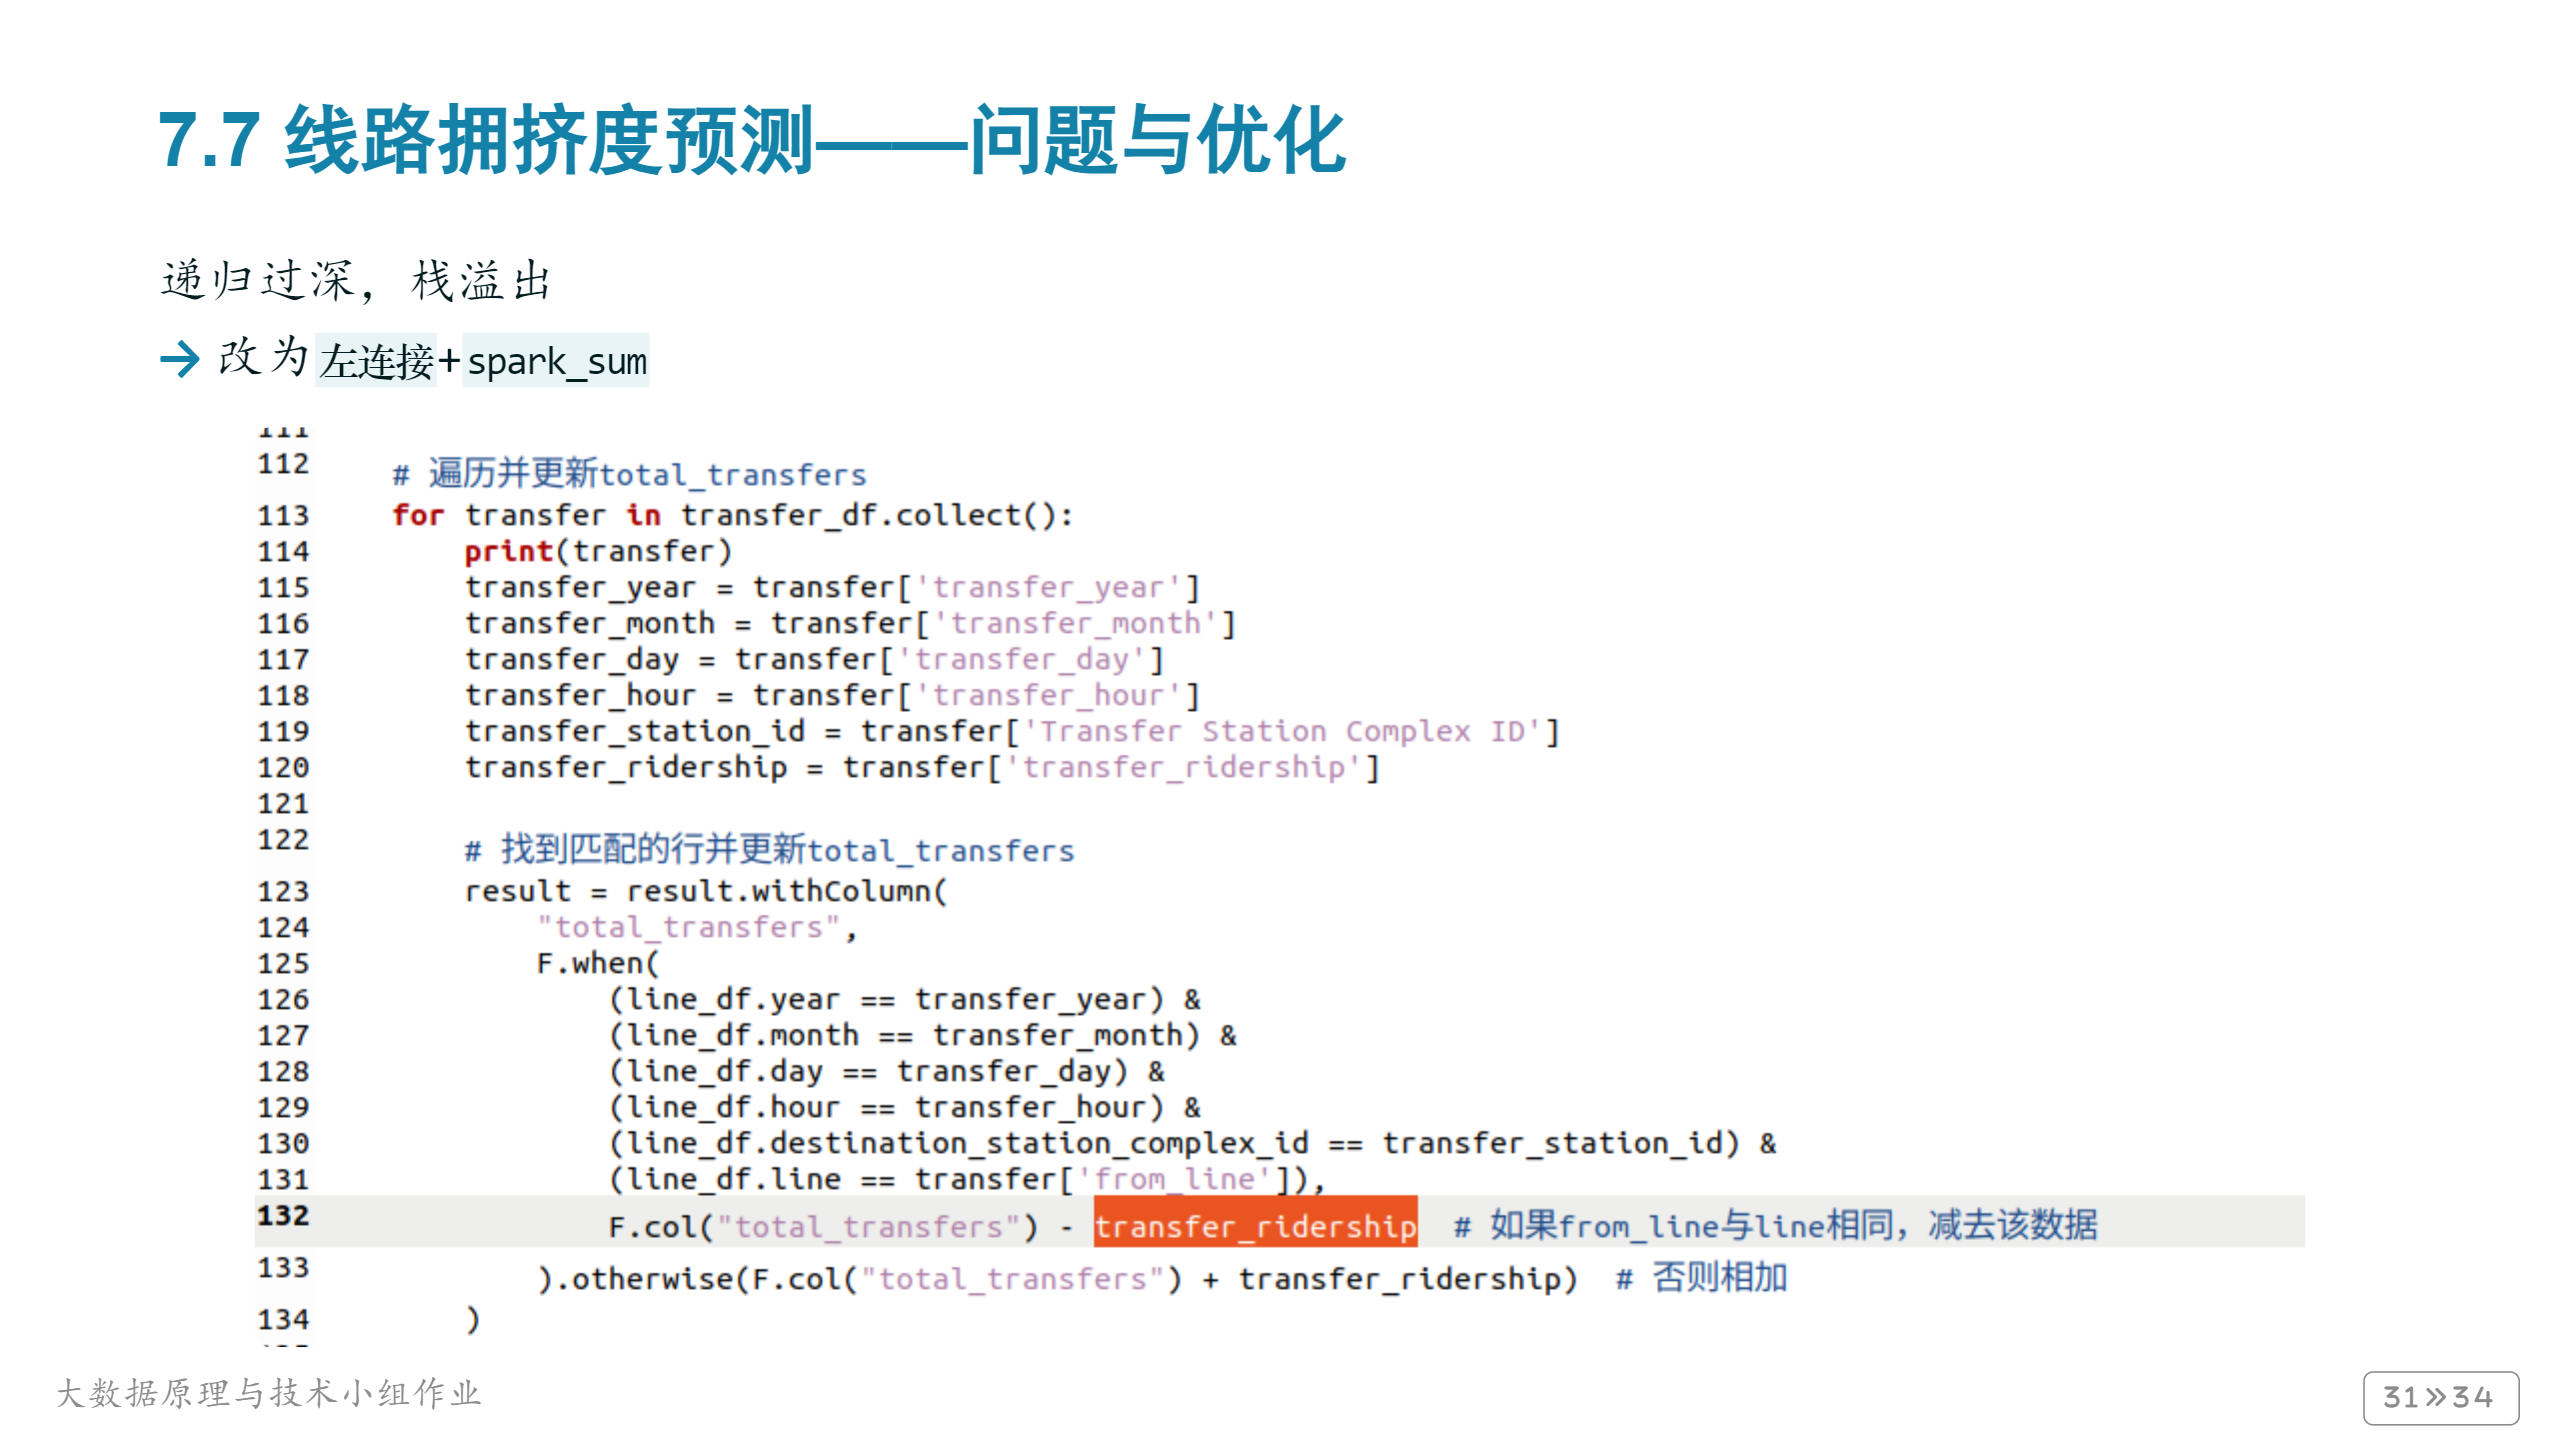 7.7 线路拥挤度预测——问题与优化
递归过深，栈溢出
→ 改为左连接+spark_sum
111
112 # 遍历并更新total_transfers
113 for transfer in transfer_df.collect():
114 print(transfer)
115 transfer_year = transfer['transfer_year']
116 transfer_month = transfer['transfer_month']
117 transfer_day = transfer['transfer_day']
118 transfer_hour = transfer['transfer_hour']
119 transfer_station_id = transfer['Transfer Station Complex ID']
120 transfer_ridership = transfer['transfer_ridership']
121
122 # 找到匹配的行并更新total_transfers
123 result = result.withColumn(
124 "total_transfers",
125 F.when(
126 (line_df.year == transfer_year) &
127 (line_df.month == transfer_month) &
128 (line_df.day == transfer_day) &
129 (line_df.hour == transfer_hour) &
130 (line_df.destination_station_complex_id == transfer_station_id) &
131 (line_df.line == transfer['from_line']),
132 F.col("total_transfers") - transfer_ridership # 如果from_line与line相同，减去该数据
133 ).otherwise(F.col("total_transfers") + transfer_ridership) # 否则相加
134 )
大数据原理与技术小组作业
31»34